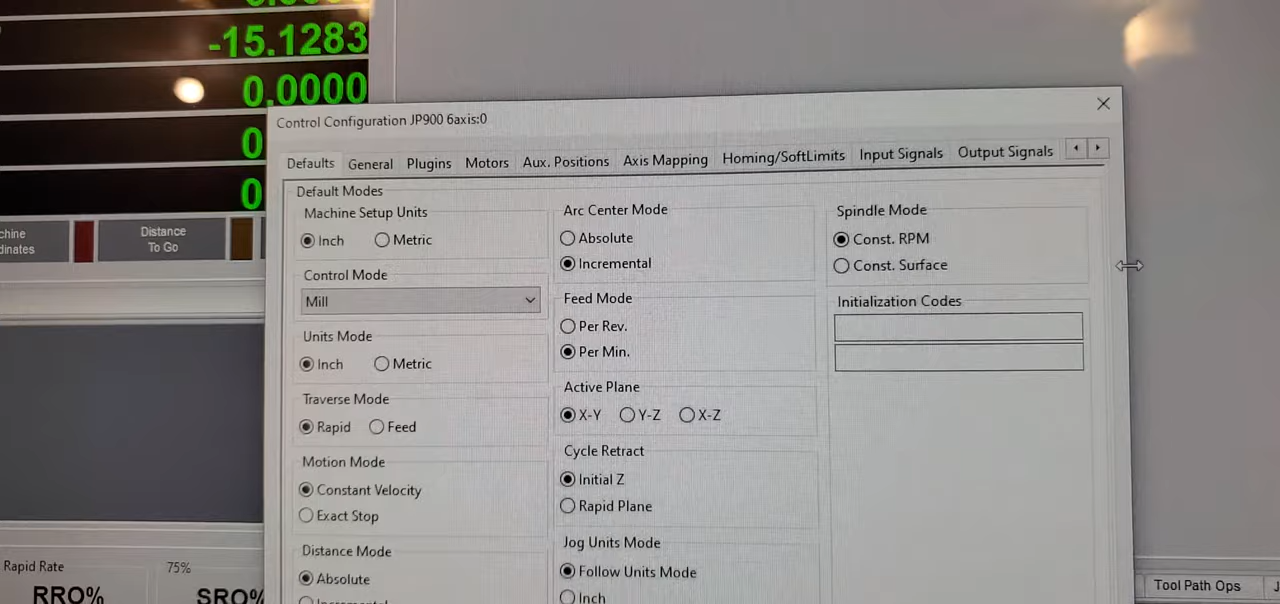 -15.1283
0.0000
0
0
Distance
To Go
Rapid Rate
75%
RRO%
Control Configuration JP900 6axis:0
Defaults
General
Plugins
Motors
Aux. Positions
Axis Mapping
Homing/SoftLimits
Input Signals
Output Signals
Default Modes
Machine Setup Units
Inch
Metric
Control Mode
Mill
Units Mode
Inch
Metric
Traverse Mode
Rapid
Feed
Motion Mode
Constant Velocity
Exact Stop
Distance Mode
Absolute
Arc Center Mode
Absolute
Incremental
Feed Mode
Per Rev.
Per Min.
Active Plane
X-Y
Y-Z
X-Z
Cycle Retract
Initial Z
Rapid Plane
Jog Units Mode
Follow Units Mode
Inch
Spindle Mode
Const. RPM
Const. Surface
Initialization Codes
Tool Path Ops